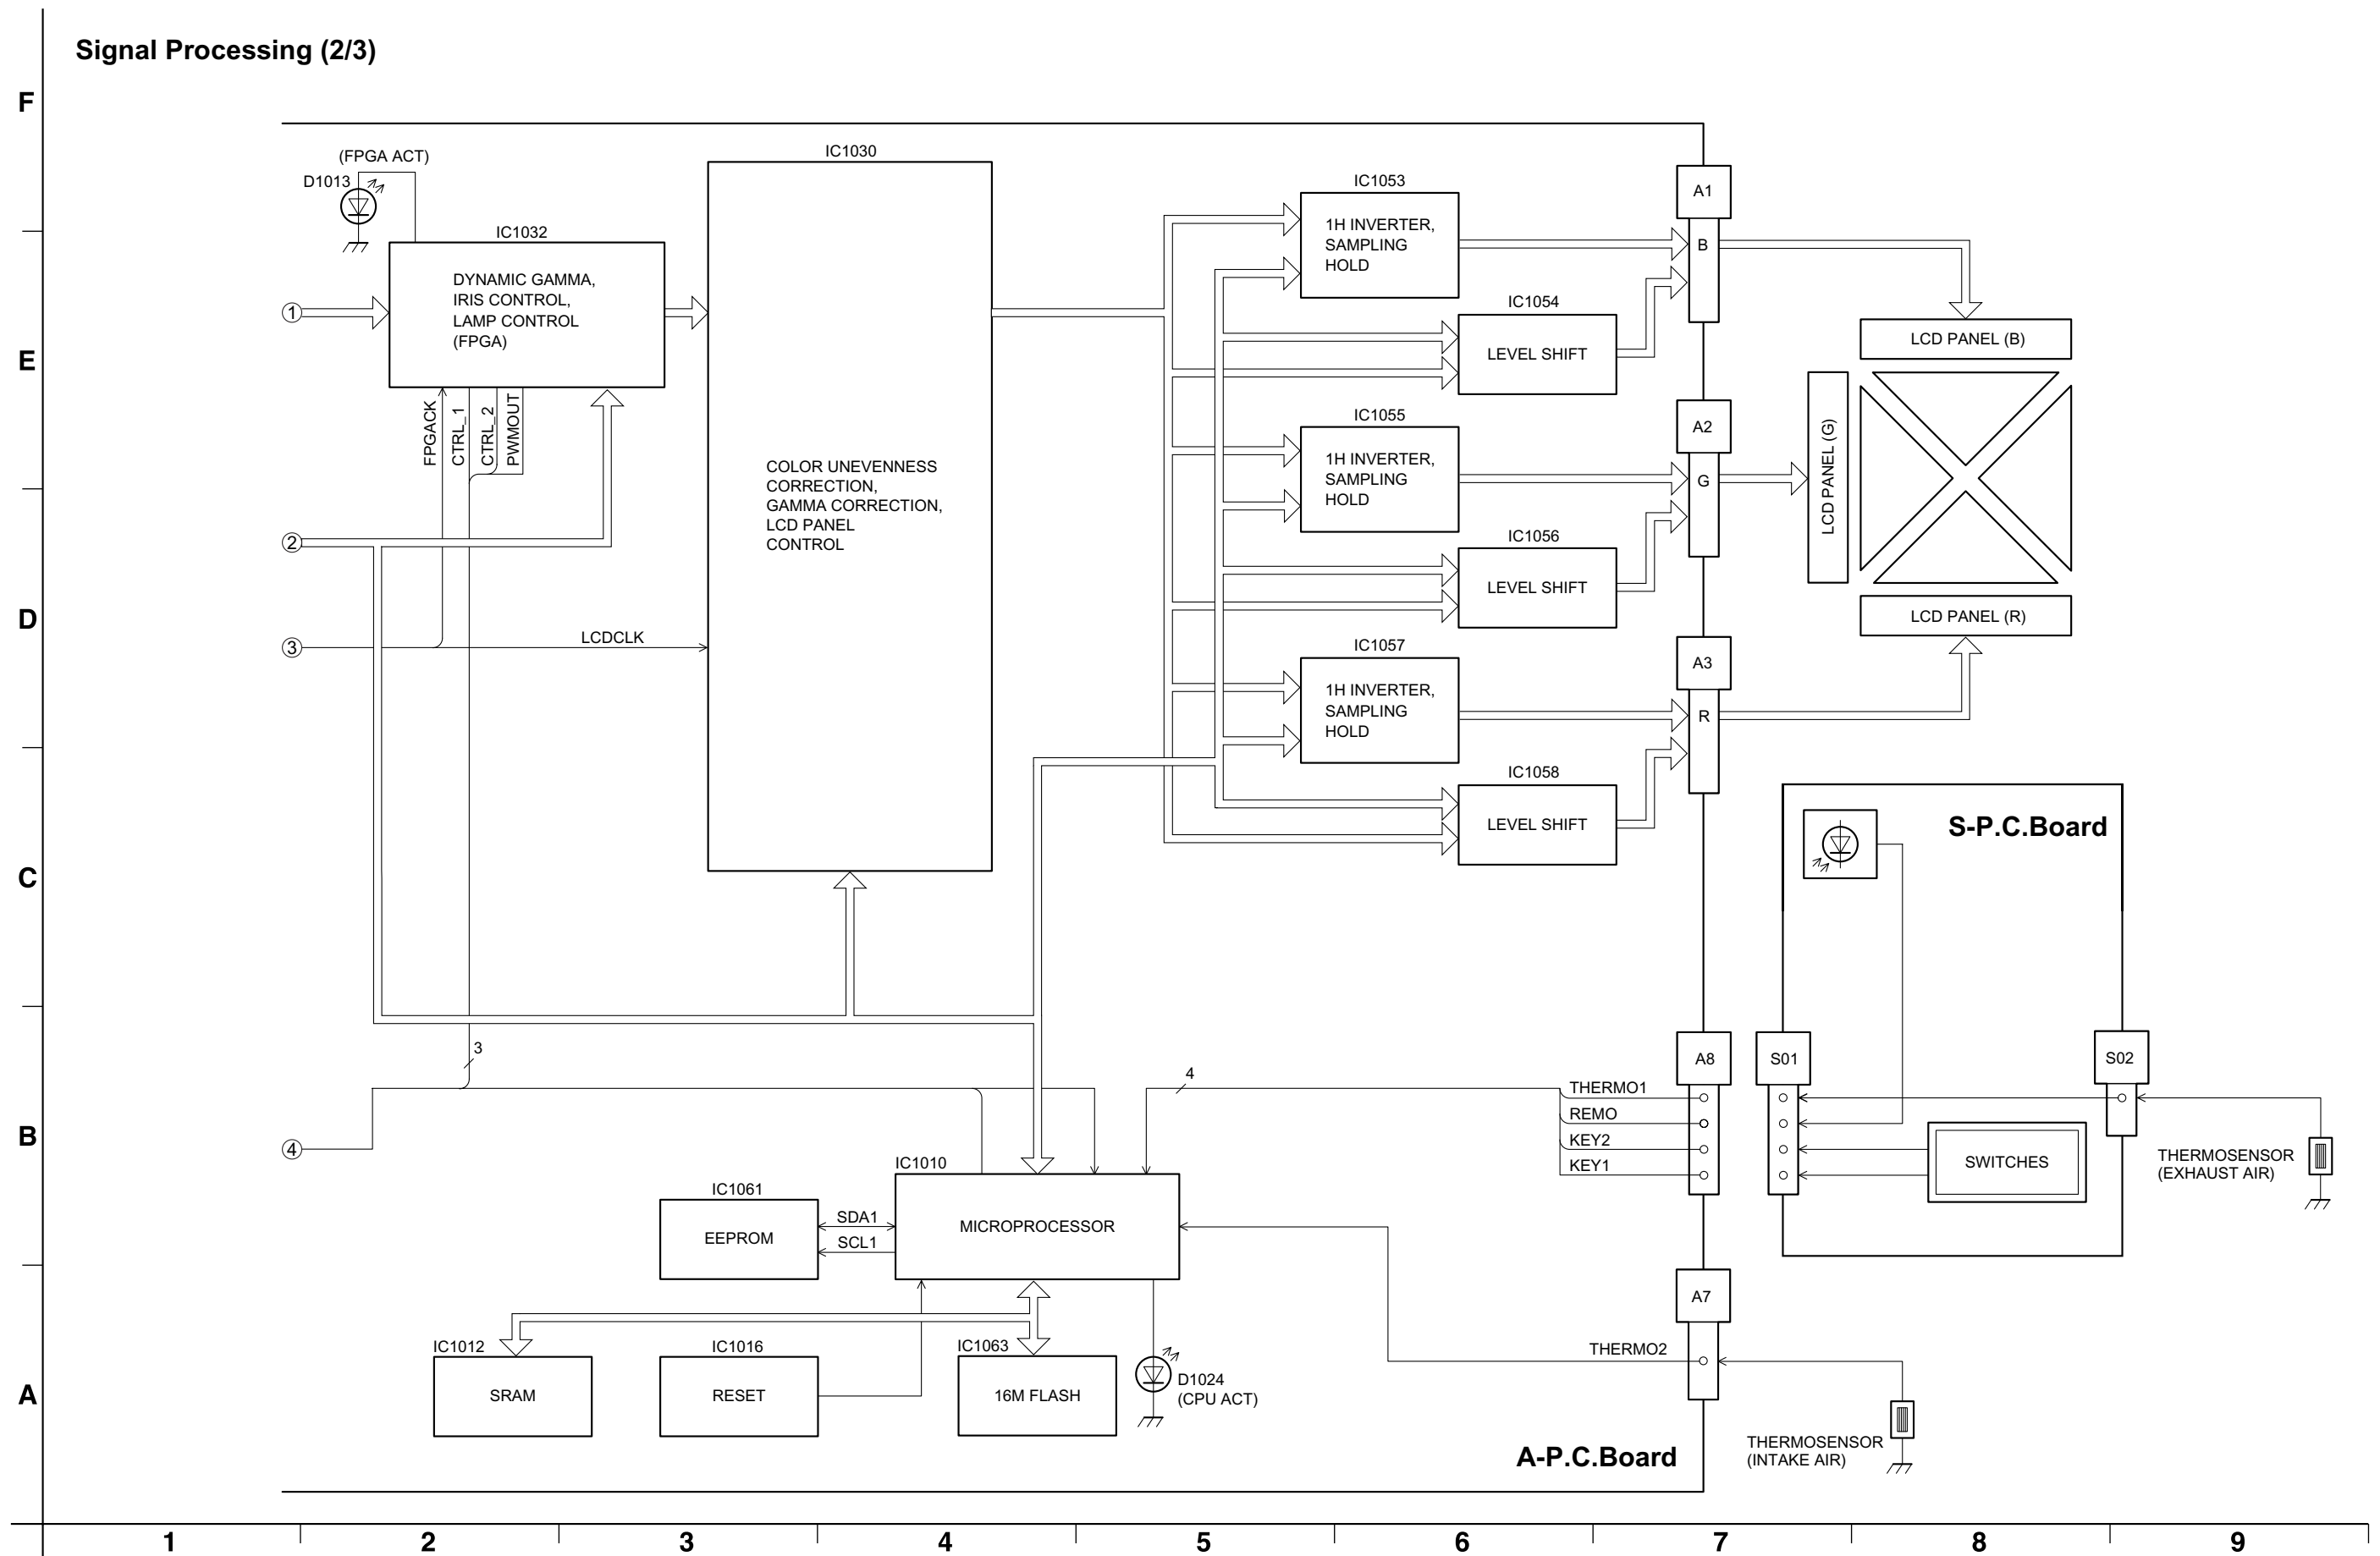 Signal Processing (2/3)
F
E
D
C
B
A
(FPGA ACT)
D1013
IC1032
DYNAMIC GAMMA,
IRIS CONTROL,
LAMP CONTROL
(FPGA)
FPGACK
CTRL_1
CTRL_2
PWMOUT
1
2
3
4
LCDCLK
IC1030
COLOR UNEVENNESS
CORRECTION,
GAMMA CORRECTION,
LCD PANEL
CONTROL
IC1053
1H INVERTER,
SAMPLING
HOLD
IC1054
LEVEL SHIFT
IC1055
1H INVERTER,
SAMPLING
HOLD
IC1056
LEVEL SHIFT
IC1057
1H INVERTER,
SAMPLING
HOLD
IC1058
LEVEL SHIFT
A1
B
A2
G
A3
R
LCD PANEL (B)
LCD PANEL (G)
LCD PANEL (R)
S-P.C.Board
3
4
THERMO1
REMO
KEY2
KEY1
A8
S01
S02
SWITCHES
THERMOSENSOR
(EXHAUST AIR)
IC1010
MICROPROCESSOR
IC1061
EEPROM
SDA1
SCL1
IC1012
SRAM
IC1016
RESET
IC1063
16M FLASH
D1024
(CPU ACT)
A7
THERMO2
THERMOSENSOR
(INTAKE AIR)
A-P.C.Board
1 2 3 4 5 6 7 8 9